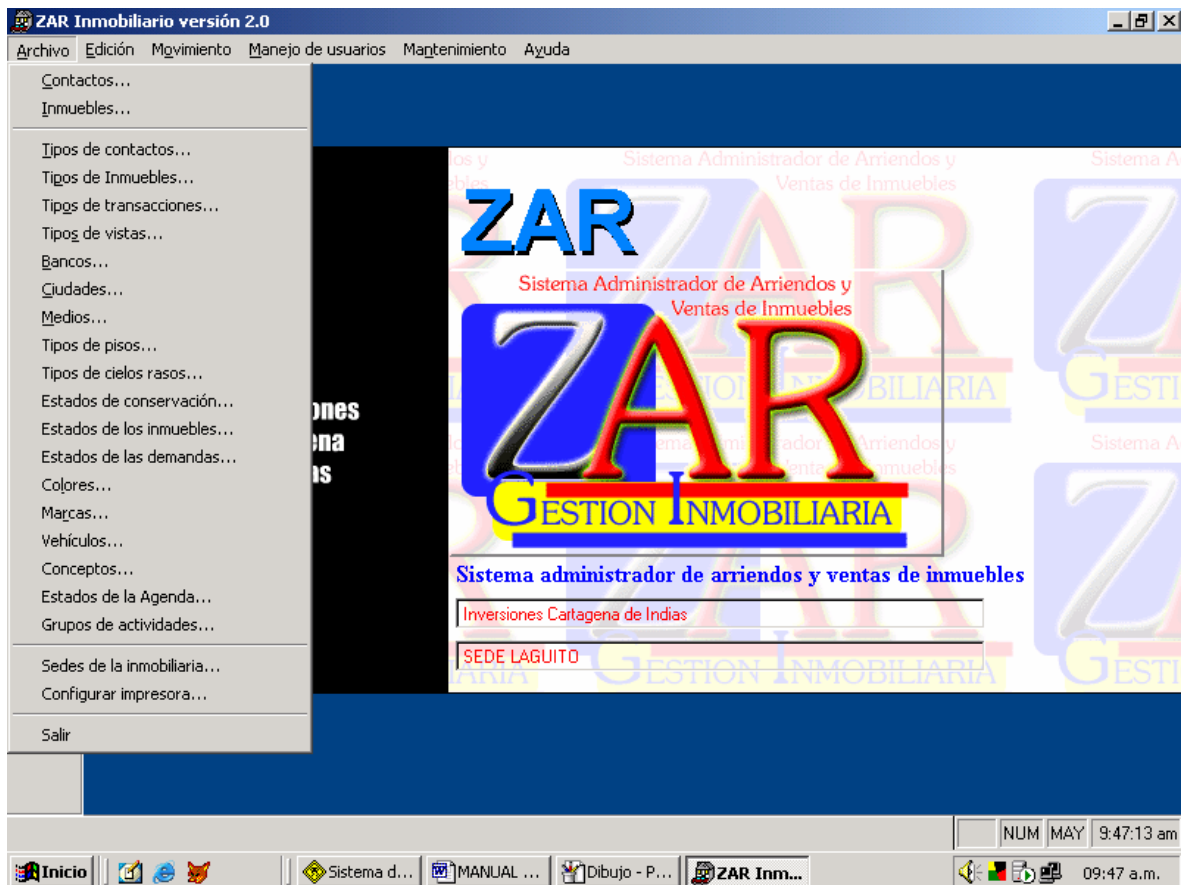 ZAR Inmobiliario versión 2.0
Archivo Edición Movimiento Manejo de usuarios Mantenimiento Ayuda
Contactos...
Inmuebles...
Tipos de contactos...
Tipos de Inmuebles...
Tipos de transacciones...
Tipos de vistas...
Bancos...
Ciudades...
Medios...
Tipos de pisos...
Tipos de cielos rasos...
Estados de conservación...
Estados de los inmuebles...
Estados de las demandas...
Colores...
Marcas...
Vehículos...
Conceptos...
Estados de la Agenda...
Grupos de actividades...
Sedes de la inmobiliaria...
Configurar impresora...
Salir
Sistema Administrador de Arriendos y
Ventas de Inmuebles
ZAR
Sistema Administrador de Arriendos y
Ventas de Inmuebles
ZAR
GESTION INMOBILIARIA
Sistema administrador de arriendos y ventas de inmuebles
Inversiones Cartagena de Indias
SEDE LAGUITO
GESTION INMOBILIARIA
NUM MAY 9:47:13 am
Inicio Sistema d... MANUAL ... Dibujo - P... ZAR Inm... 09:47 a.m.